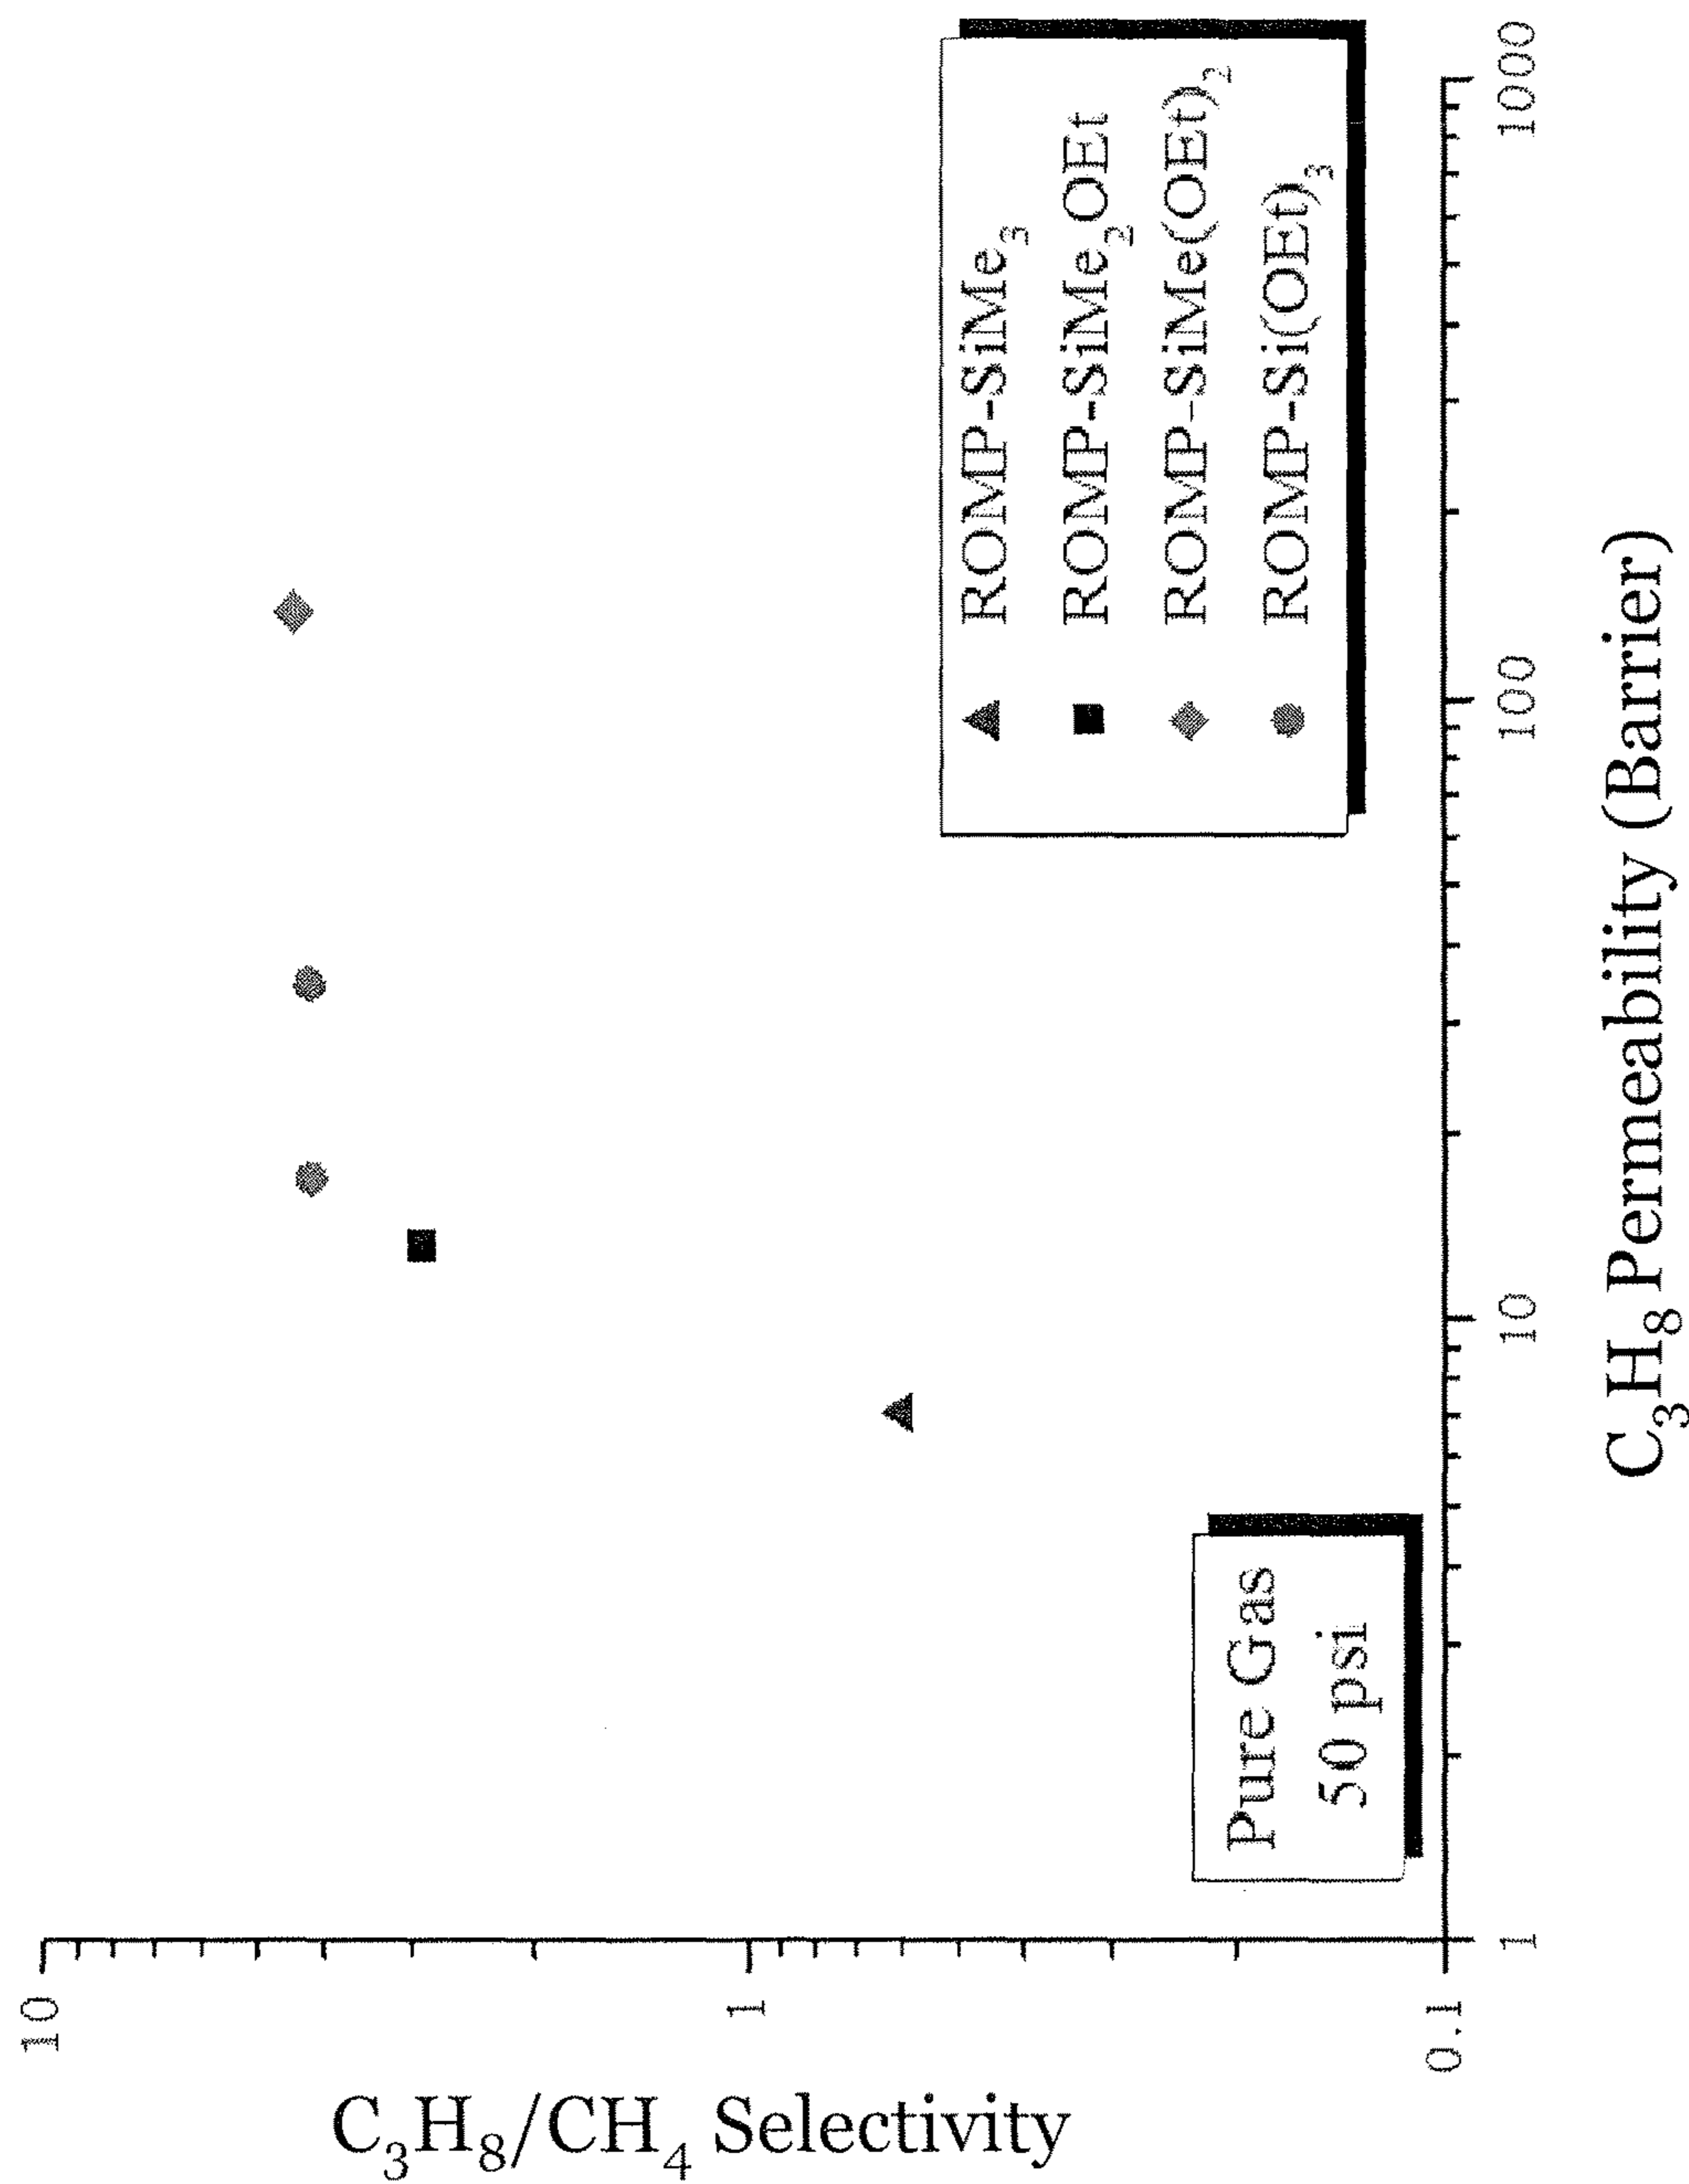 C₃H₈/CH₄ Selectivity
10
1
0.1
Pure Gas
50 psi
ROMP-SiMe₃
ROMP-SiMe₂OEt
ROMP-SiMe(OEt)₂
ROMP-Si(OEt)₃
1
10
100
1000
C₃H₈ Permeability (Barrier)